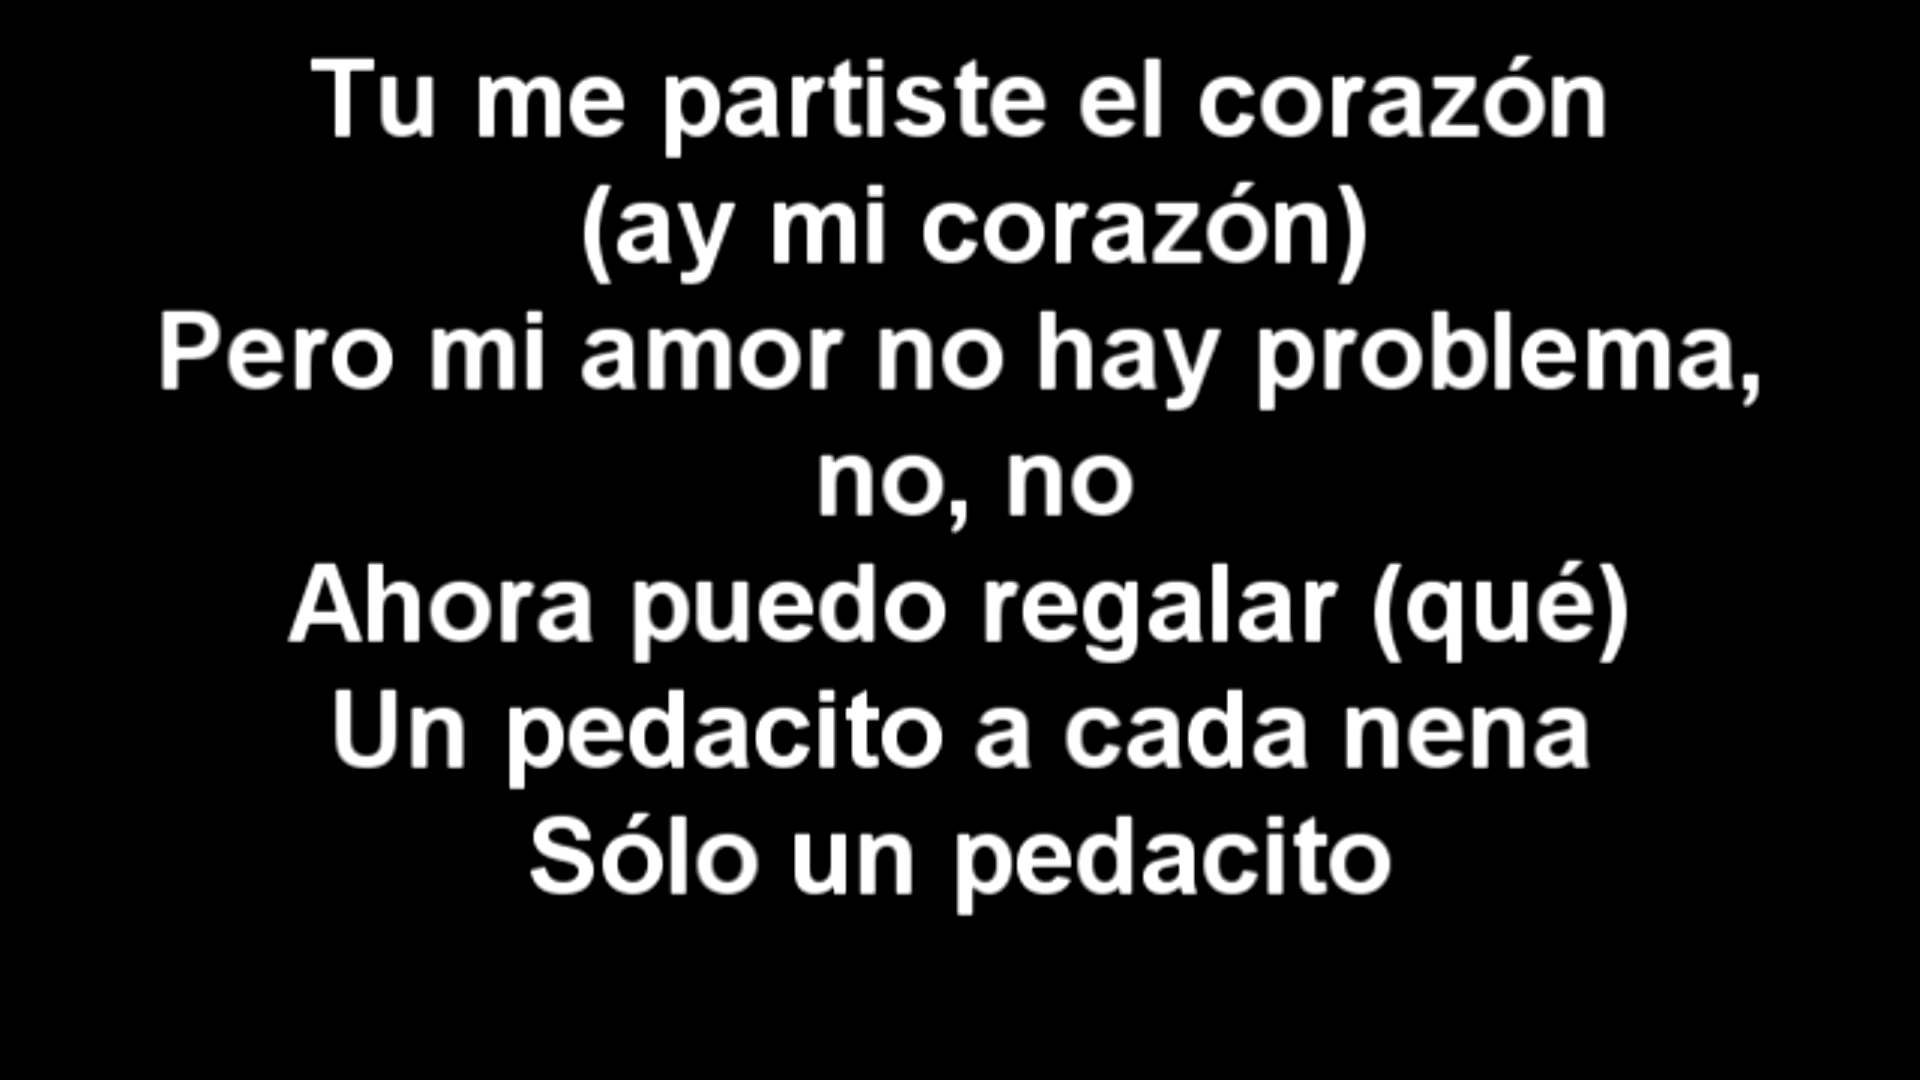 Tu me partiste el corazón
(ay mi corazón)
Pero mi amor no hay problema,
no, no
Ahora puedo regalar (qué)
Un pedacito a cada nena
Sólo un pedacito